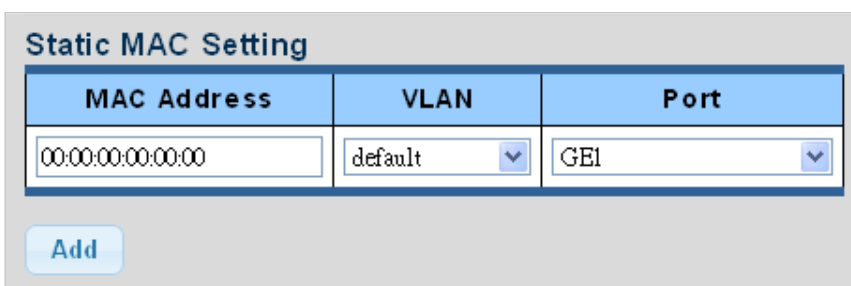 Static MAC Setting
MAC Address VLAN Port
00:00:00:00:00:00 default GE1
Add